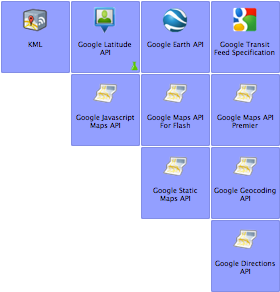 KML
Google Latitude
API
Google Earth API
Google Transit
Feed Specification
Google Javascript
Maps API
Google Maps API
For Flash
Google Maps API
Premier
Google Static
Maps API
Google Geocoding
API
Google Directions
API